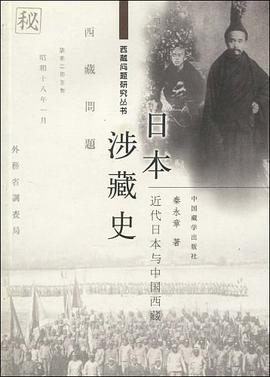 秘
西藏问题研究丛书
西藏問題
昭和十八年一月
外務省調査局
日本
涉藏史
近代日本与中国西藏
秦永章 著
中国藏学出版社